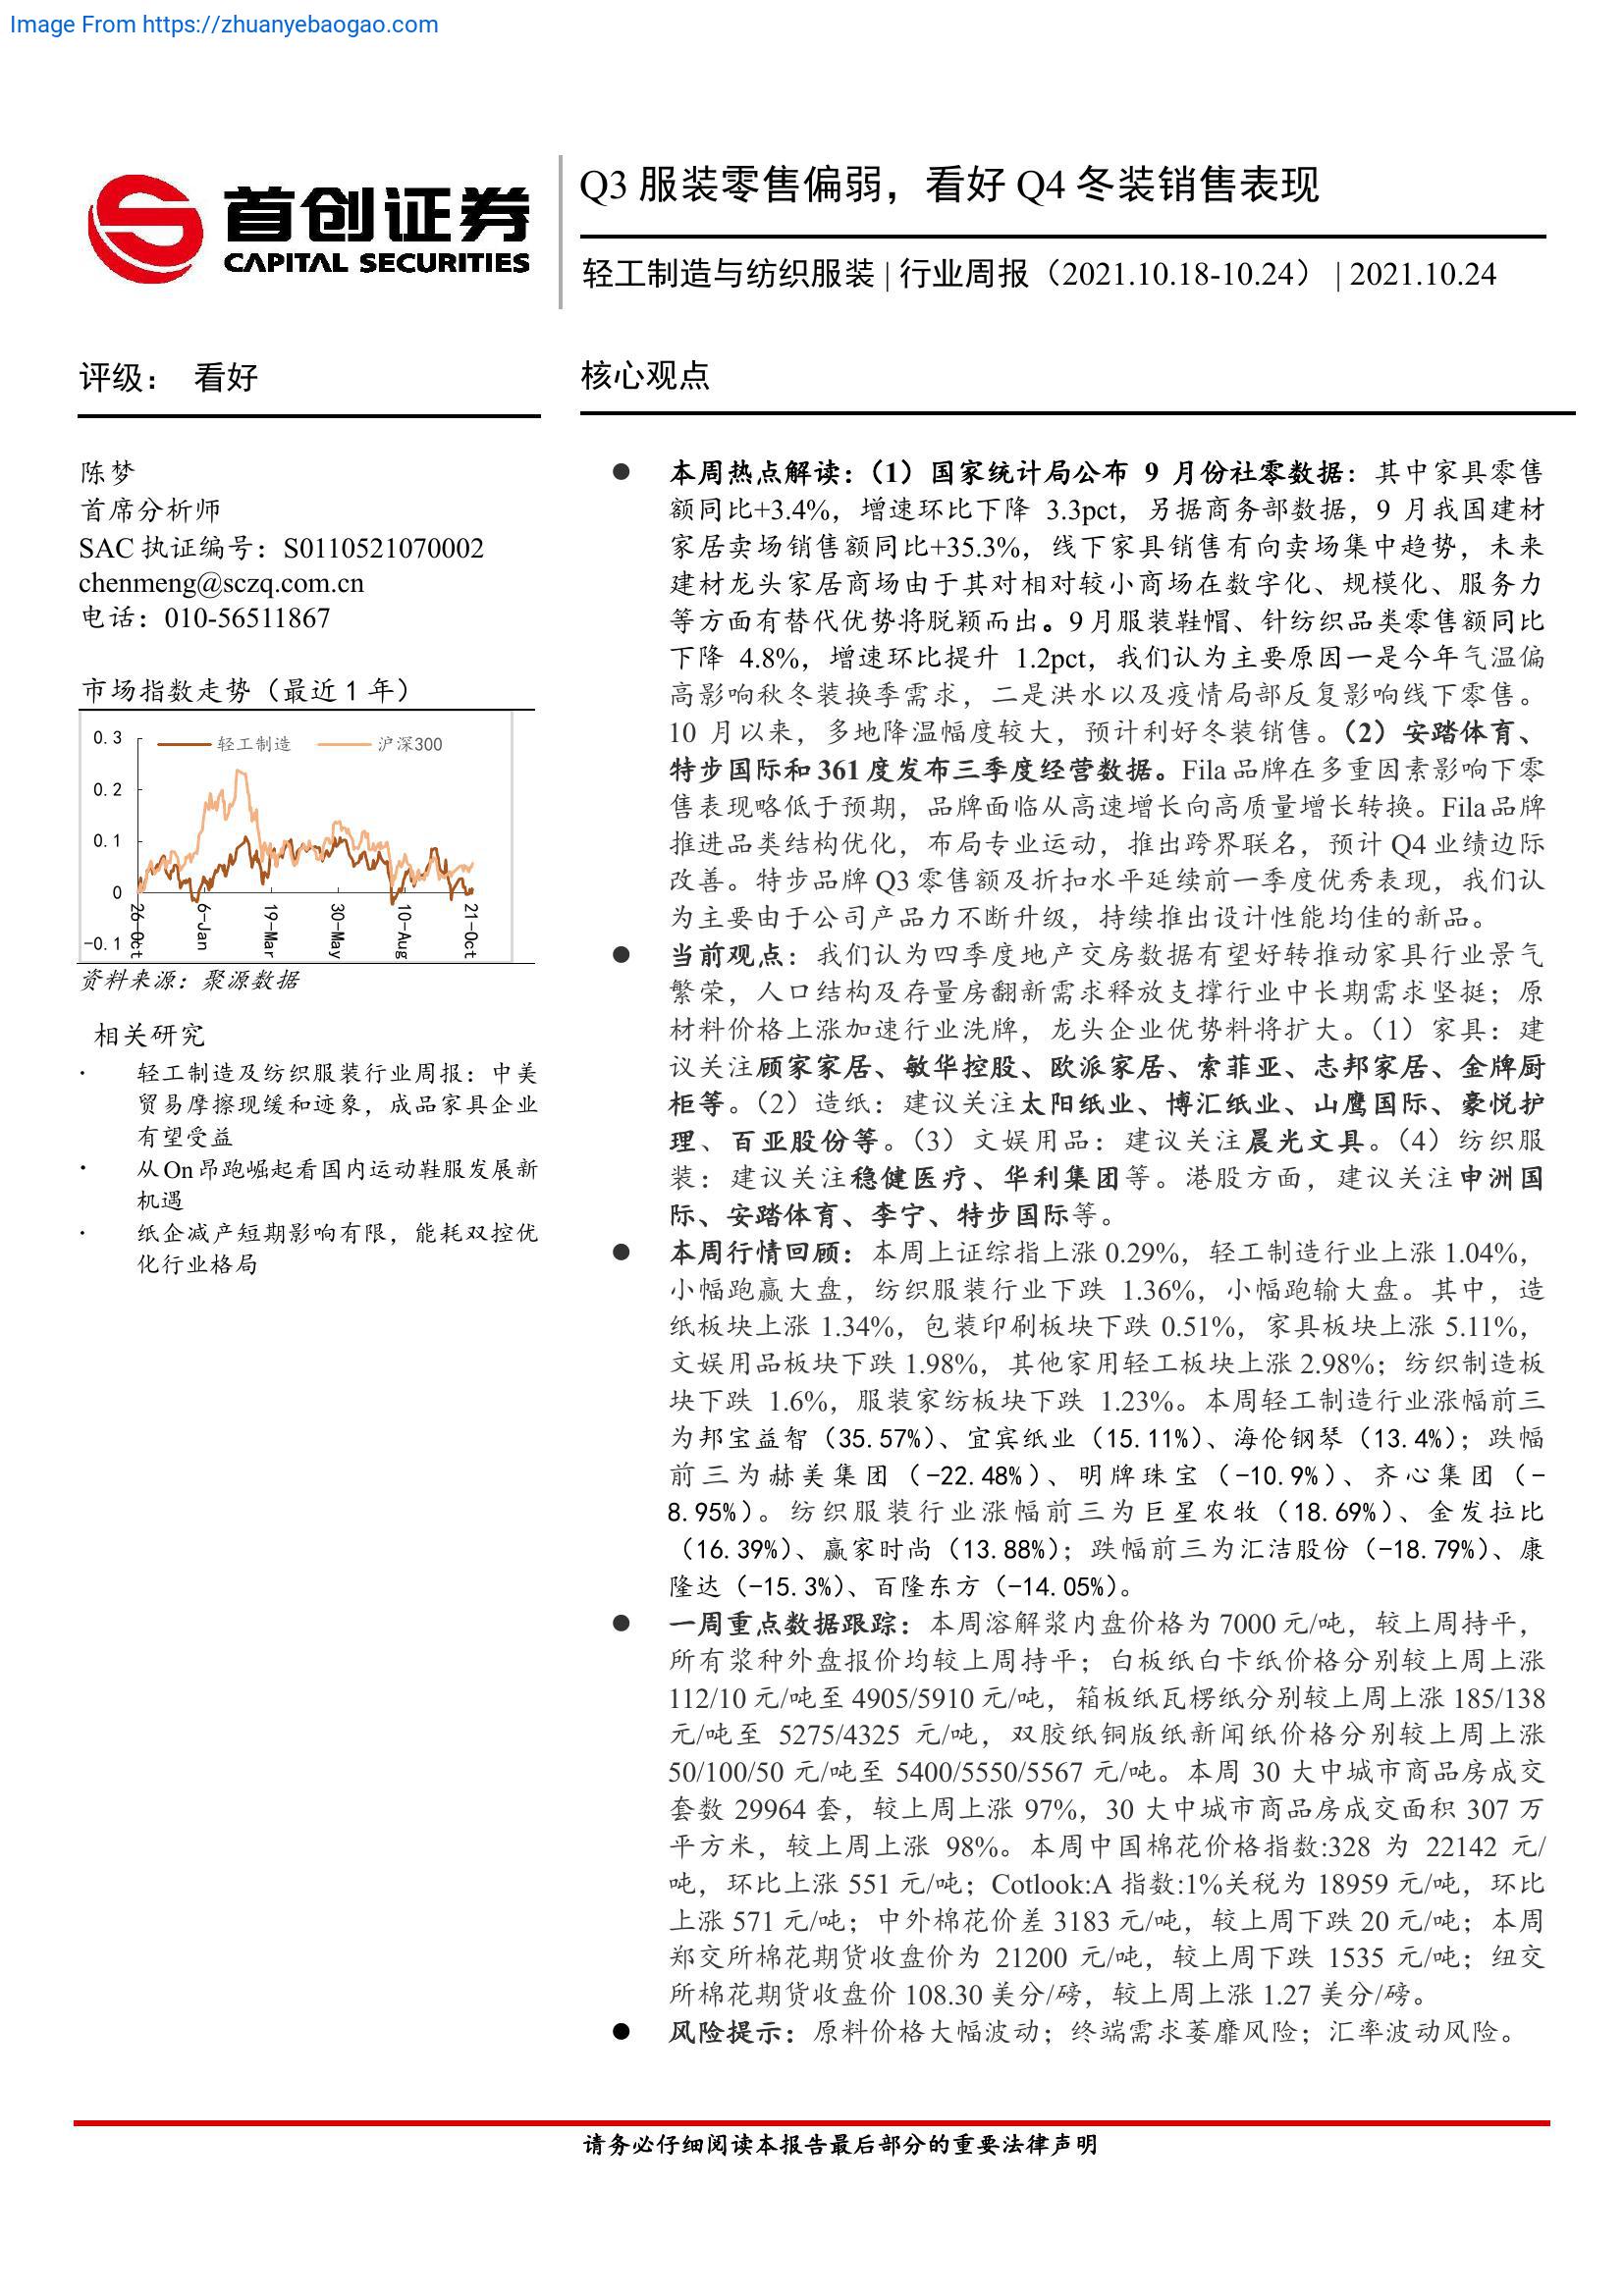 Image From https://zhuanyebaogao.com
首创证券
CAPITAL SECURITIES
Q3 服装零售偏弱，看好 Q4 冬装销售表现
轻工制造与纺织服装 | 行业周报（2021.10.18-10.24） | 2021.10.24
评级： 看好
陈梦
首席分析师
SAC 执证编号：S0110521070002
chenmeng@sczq.com.cn
电话：010-56511867
市场指数走势（最近 1 年）
轻工制造 沪深300
0.3
0.2
0.1
0
-0.1
26-Oct 6-Jan 19-Mar 30-May 10-Aug 21-Oct
资料来源：聚源数据
相关研究
· 轻工制造及纺织服装行业周报：中美
贸易摩擦现缓和迹象，成品家具企业
有望受益
· 从 On 昂跑崛起看国内运动鞋服发展新
机遇
· 纸企减产短期影响有限，能耗双控优
化行业格局
核心观点
● 本周热点解读：（1）国家统计局公布 9 月份社零数据：其中家具零售
额同比+3.4%，增速环比下降 3.3pct，另据商务部数据，9 月我国建材
家居卖场销售额同比+35.3%，线下家具销售有向卖场集中趋势，未来
建材龙头家居商场由于其对相对较小商场在数字化、规模化、服务力
等方面有替代优势将脱颖而出。9 月服装鞋帽、针纺织品类零售额同比
下降 4.8%，增速环比提升 1.2pct，我们认为主要原因一是今年气温偏
高影响秋冬装换季需求，二是洪水以及疫情局部反复影响线下零售。
10 月以来，多地降温幅度较大，预计利好冬装销售。（2）安踏体育、
特步国际和 361 度发布三季度经营数据。Fila 品牌在多重因素影响下零
售表现略低于预期，品牌面临从高速增长向高质量增长转换。Fila 品牌
推进品类结构优化，布局专业运动，推出跨界联名，预计 Q4 业绩边际
改善。特步品牌 Q3 零售额及折扣水平延续前一季度优秀表现，我们认
为主要由于公司产品力不断升级，持续推出设计性能均佳的新品。
● 当前观点：我们认为四季度地产交房数据有望好转推动家具行业景气
繁荣，人口结构及存量房翻新需求释放支撑行业中长期需求坚挺；原
材料价格上涨加速行业洗牌，龙头企业优势料将扩大。（1）家具：建
议关注顾家家居、敏华控股、欧派家居、索菲亚、志邦家居、金牌厨
柜等。（2）造纸：建议关注太阳纸业、博汇纸业、山鹰国际、豪悦护
理、百亚股份等。（3）文娱用品：建议关注晨光文具。（4）纺织服
装：建议关注稳健医疗、华利集团等。港股方面，建议关注申洲国
际、安踏体育、李宁、特步国际等。
● 本周行情回顾：本周上证综指上涨 0.29%，轻工制造行业上涨 1.04%，
小幅跑赢大盘，纺织服装行业下跌 1.36%，小幅跑输大盘。其中，造
纸板块上涨 1.34%，包装印刷板块下跌 0.51%，家具板块上涨 5.11%，
文娱用品板块下跌 1.98%，其他家用轻工板块上涨 2.98%；纺织制造板
块下跌 1.6%，服装家纺板块下跌 1.23%。本周轻工制造行业涨幅前三
为邦宝益智（35.57%）、宜宾纸业（15.11%）、海伦钢琴（13.4%）；跌幅
前三为赫美集团（-22.48%）、明牌珠宝（-10.9%）、齐心集团（-
8.95%）。纺织服装行业涨幅前三为巨星农牧（18.69%）、金发拉比
（16.39%）、赢家时尚（13.88%）；跌幅前三为汇洁股份（-18.79%）、康
隆达（-15.3%）、百隆东方（-14.05%）。
● 一周重点数据跟踪：本周溶解浆内盘价格为 7000 元/吨，较上周持平，
所有浆种外盘报价均较上周持平；白板纸白卡纸价格分别较上周上涨
112/10 元/吨至 4905/5910 元/吨，箱板纸瓦楞纸分别较上周上涨 185/138
元/吨至 5275/4325 元/吨，双胶纸铜版纸新闻纸价格分别较上周上涨
50/100/50 元/吨至 5400/5550/5567 元/吨。本周 30 大中城市商品房成交
套数 29964 套，较上周上涨 97%，30 大中城市商品房成交面积 307 万
平方米，较上周上涨 98%。本周中国棉花价格指数:328 为 22142 元/
吨，环比上涨 551 元/吨；Cotlook:A 指数:1%关税为 18959 元/吨，环比
上涨 571 元/吨；中外棉花价差 3183 元/吨，较上周下跌 20 元/吨；本周
郑交所棉花期货收盘价为 21200 元/吨，较上周下跌 1535 元/吨；纽交
所棉花期货收盘价 108.30 美分/磅，较上周上涨 1.27 美分/磅。
● 风险提示：原料价格大幅波动；终端需求萎靡风险；汇率波动风险。
请务必仔细阅读本报告最后部分的重要法律声明